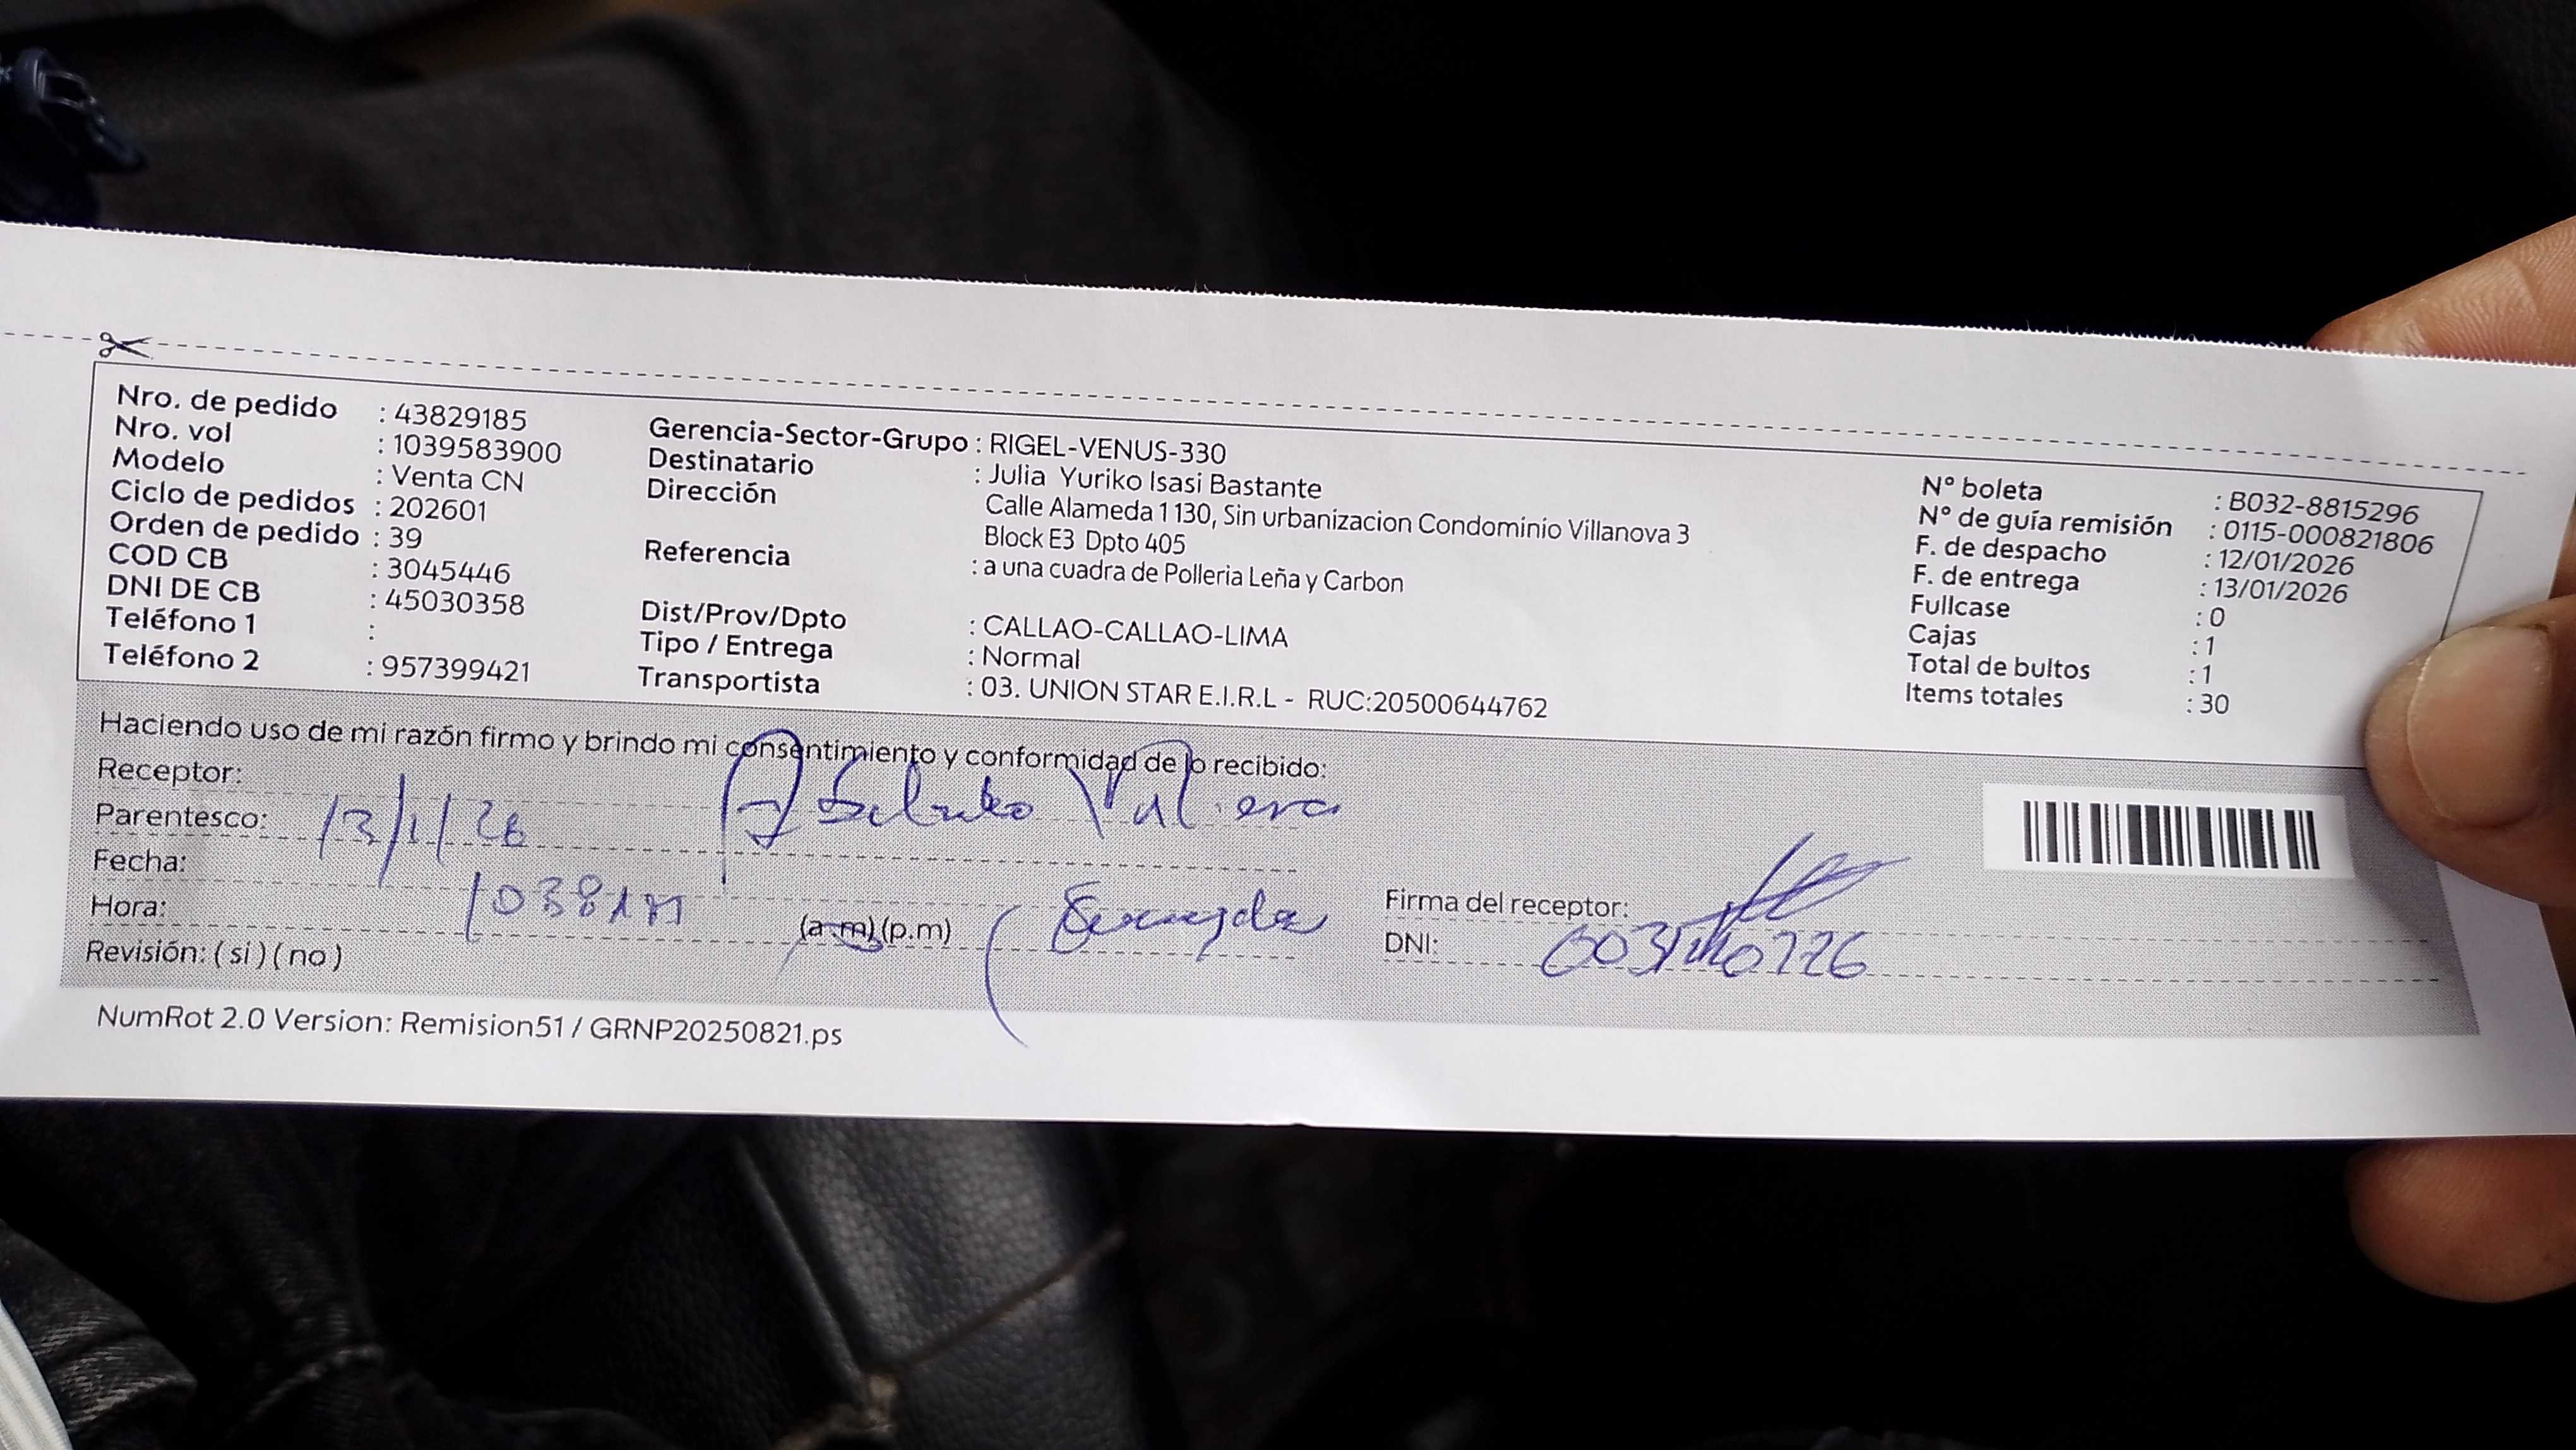 Nro. de pedido : 43829185
Nro. vol : 1039583900
Modelo : Venta CN
Ciclo de pedidos : 202601
Orden de pedido : 39
COD CB : 3045446
DNI DE CB : 45030358
Teléfono 1 :
Teléfono 2 : 957399421
Gerencia-Sector-Grupo : RIGEL-VENUS-330
Destinatario : Julia Yuriko Isasi Bastante
Dirección Calle Alameda 1 130, Sin urbanizacion Condominio Villanova 3
Block E3 Dpto 405
Referencia : a una cuadra de Polleria Leña y Carbon
Dist/Prov/Dpto : CALLAO-CALLAO-LIMA
Tipo / Entrega : Normal
Transportista : 03. UNION STAR E.I.R.L - RUC:20500644762
N° boleta : B032-8815296
N° de guía remisión : 0115-000821806
F. de despacho : 12/01/2026
F. de entrega : 13/01/2026
Fullcase : 0
Cajas : 1
Total de bultos : 1
Items totales : 30
Haciendo uso de mi razón firmo y brindo mi consentimiento y conformidad de lo recibido:
Receptor:
Parentesco: 13/1/26
Fecha:
Hora: 1038AM (a.m)(p.m)
Revisión: ( si ) ( no )
Firma del receptor:
DNI:
NumRot 2.0 Version: Remision51 / GRNP20250821.ps